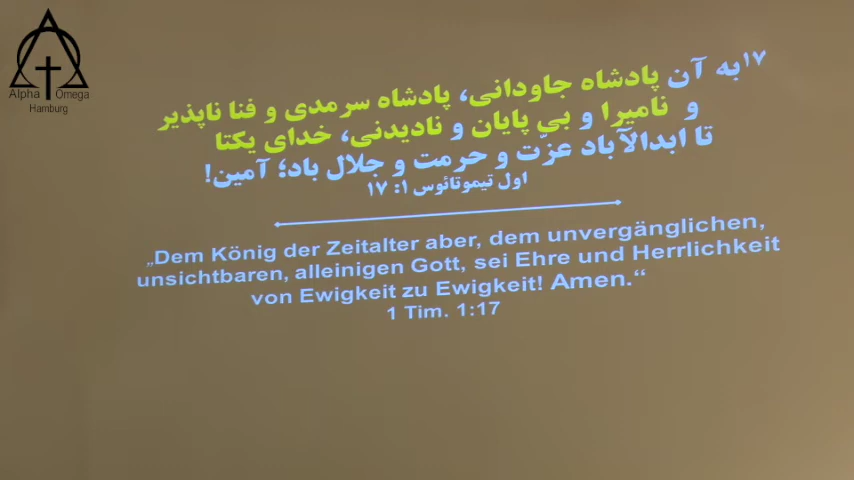 Alpha Omega
Hamburg
۱۷به آن پادشاه جاودانی، پادشاه سرمدی و فنا ناپذیر
و نامیرا و بی پایان و نادیدنی، خدای یکتا
تا ابدالآباد عزّت و حرمت و جلال باد؛ آمین!
اول تیموتائوس ۱: ۱۷
„Dem König der Zeitalter aber, dem unvergänglichen,
unsichtbaren, alleinigen Gott, sei Ehre und Herrlichkeit
von Ewigkeit zu Ewigkeit! Amen.“
1 Tim. 1:17